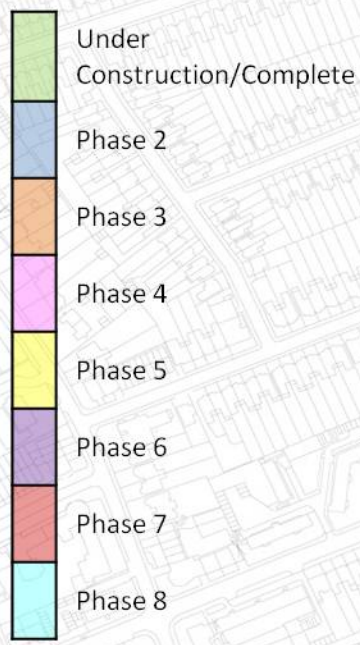 Under
Construction/Complete
Phase 2
Phase 3
Phase 4
Phase 5
Phase 6
Phase 7
Phase 8